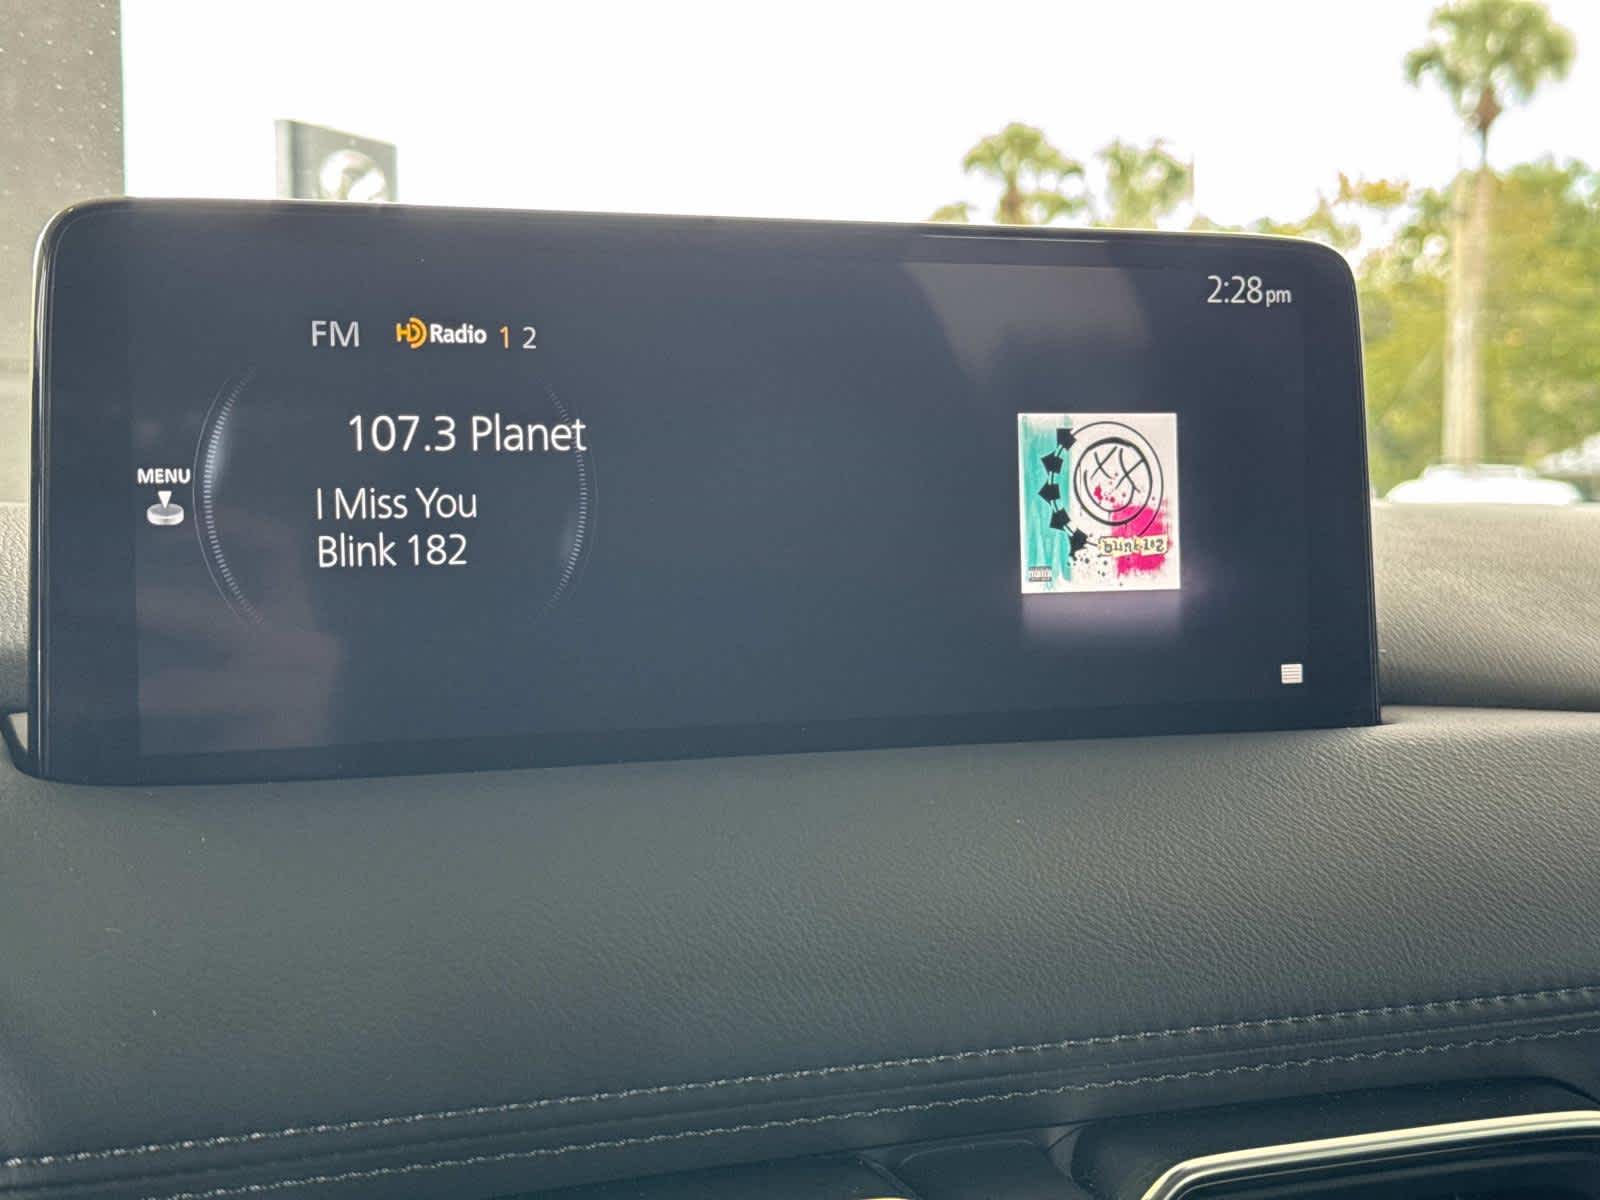 2:28pm
FM HD Radio 1 2
107.3 Planet
MENU
I Miss You
Blink 182
blink-182